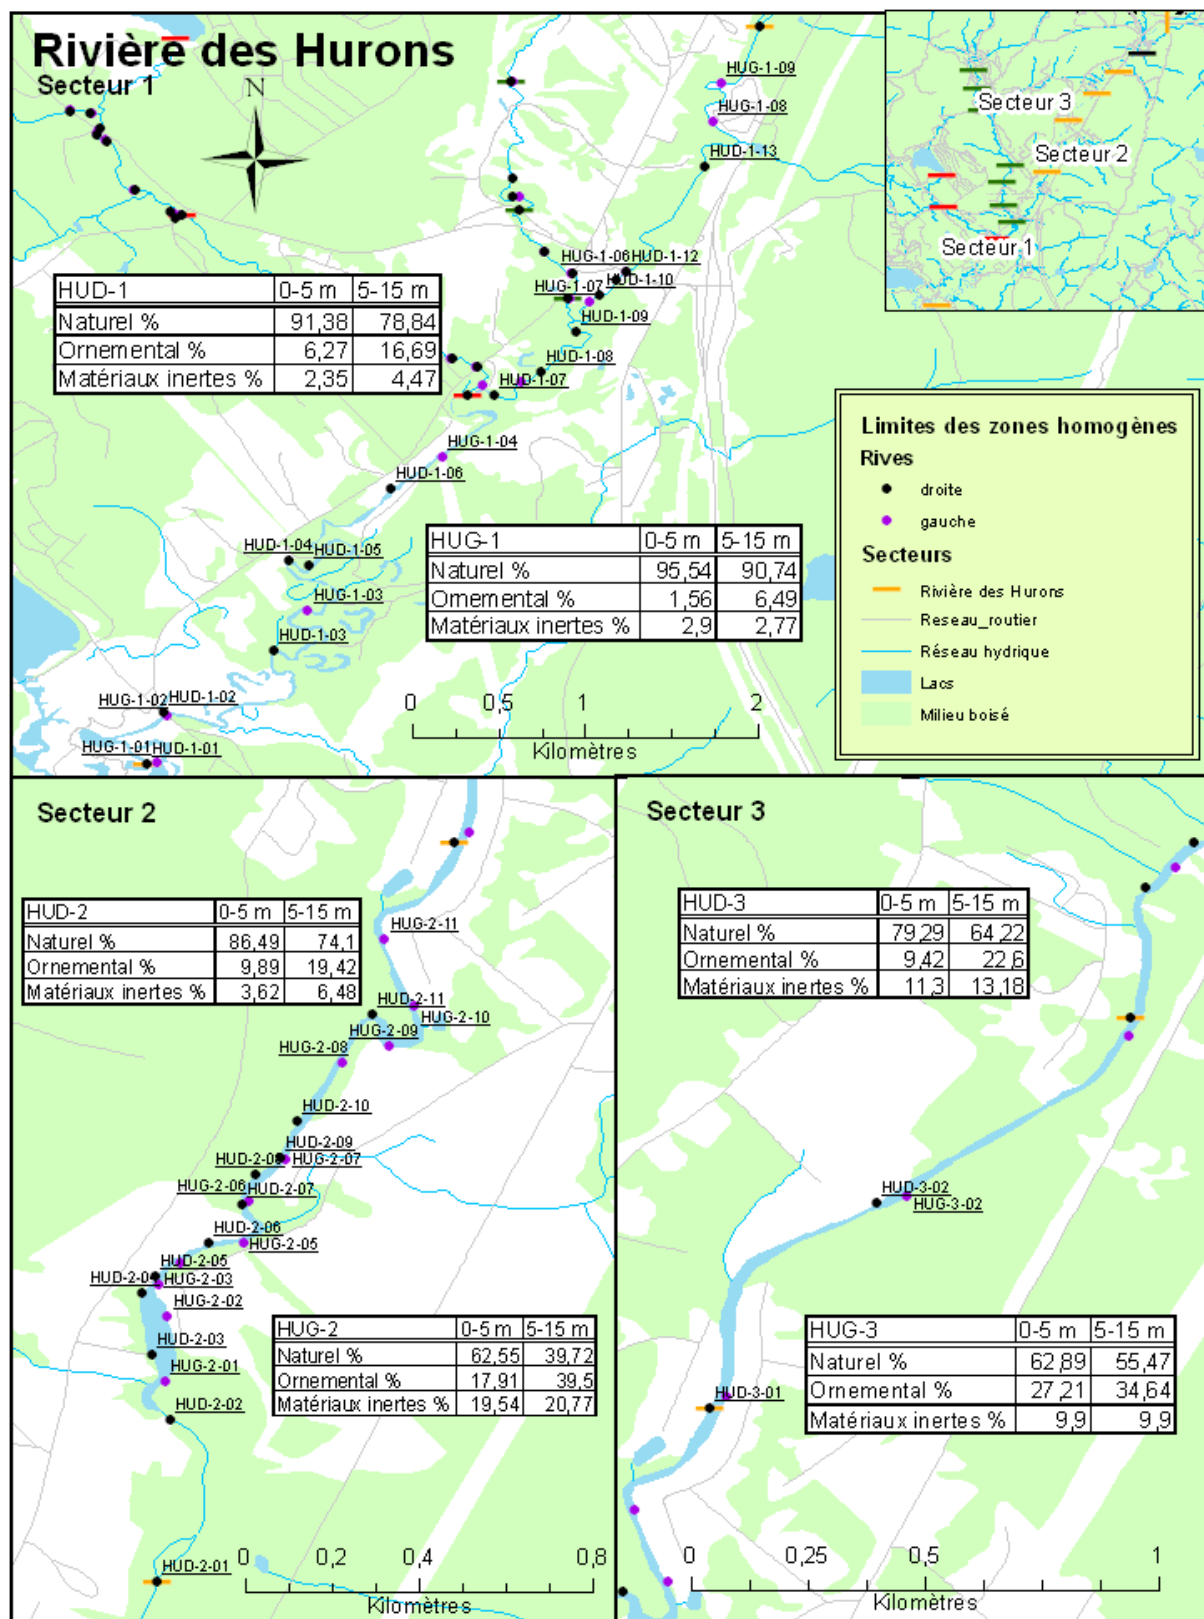 Rivière des Hurons
Secteur 1
N
HUG-1-09
HUG-1-08
HUD-1-13
HUG-1-06 HUD-1-12
HUD-1-10
HUG-1-07
HUD-1-09
HUD-1-08
HUD-1-07
HUG-1-04
HUD-1-06
HUD-1-04
HUD-1-05
HUG-1-03
HUD-1-03
HUG-1-02 HUD-1-02
HUG-1-01 HUD-1-01
HUD-1 0-5 m 5-15 m
Naturel % 91,38 78,84
Ornemental % 6,27 16,69
Matériaux inertes % 2,35 4,47
HUG-1 0-5 m 5-15 m
Naturel % 95,54 90,74
Ornemental % 1,56 6,49
Matériaux inertes % 2,9 2,77
0 0,5 1 2
Kilomètres
Secteur 3
Secteur 2
Secteur 1
Limites des zones homogènes
Rives
droite
gauche
Secteurs
Rivière des Hurons
Reseau_routier
Réseau hydrique
Lacs
Milieu boisé
Secteur 2
HUD-2 0-5 m 5-15 m
Naturel % 86,49 74,1
Ornemental % 9,89 19,42
Matériaux inertes % 3,62 6,48
HUG-2-11
HUD-2-11
HUG-2-10
HUG-2-09
HUG-2-08
HUD-2-10
HUD-2-09
HUG-2-07
HUD-2-08
HUG-2-06 HUD-2-07
HUD-2-06
HUG-2-05
HUD-2-05
HUG-2-03
HUG-2-02
HUD-2-03
HUG-2-01
HUD-2-02
HUD-2-01
HUG-2 0-5 m 5-15 m
Naturel % 62,55 39,72
Ornemental % 17,91 39,5
Matériaux inertes % 19,54 20,77
0 0,2 0,4 0,8
Kilomètres
Secteur 3
HUD-3 0-5 m 5-15 m
Naturel % 79,29 64,22
Ornemental % 9,42 22,6
Matériaux inertes % 11,3 13,18
HUD-3-02
HUG-3-02
HUD-3-01
HUG-3 0-5 m 5-15 m
Naturel % 62,89 55,47
Ornemental % 27,21 34,64
Matériaux inertes % 9,9 9,9
0 0,25 0,5 1
Kilomètres